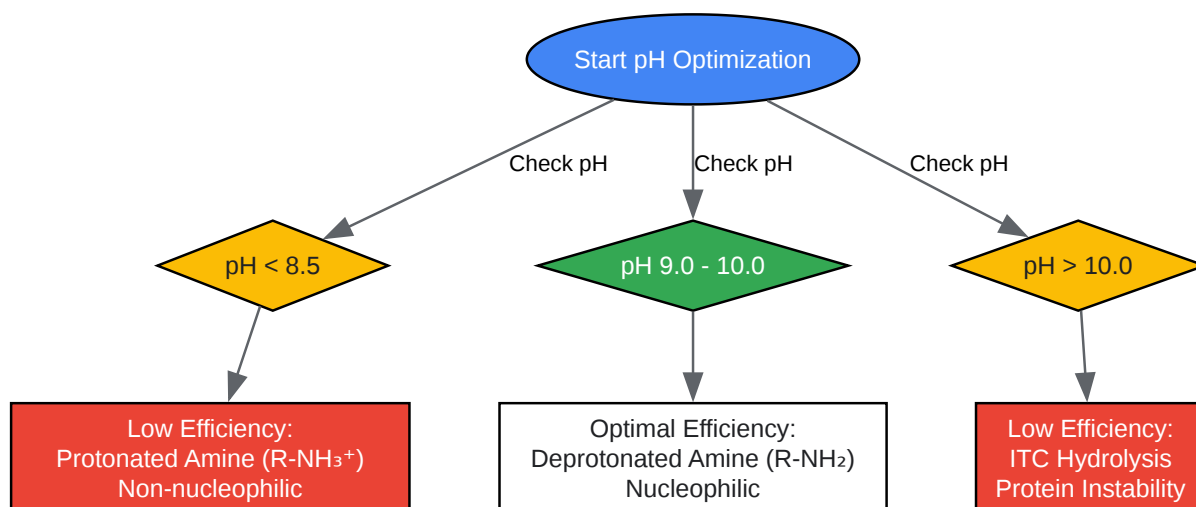 Start pH Optimization
Check pH
Check pH
Check pH
pH < 8.5
pH 9.0 - 10.0
pH > 10.0
Low Efficiency:
Protonated Amine (R-NH₃⁺)
Non-nucleophilic
Optimal Efficiency:
Deprotonated Amine (R-NH₂)
Nucleophilic
Low Efficiency:
ITC Hydrolysis
Protein Instability